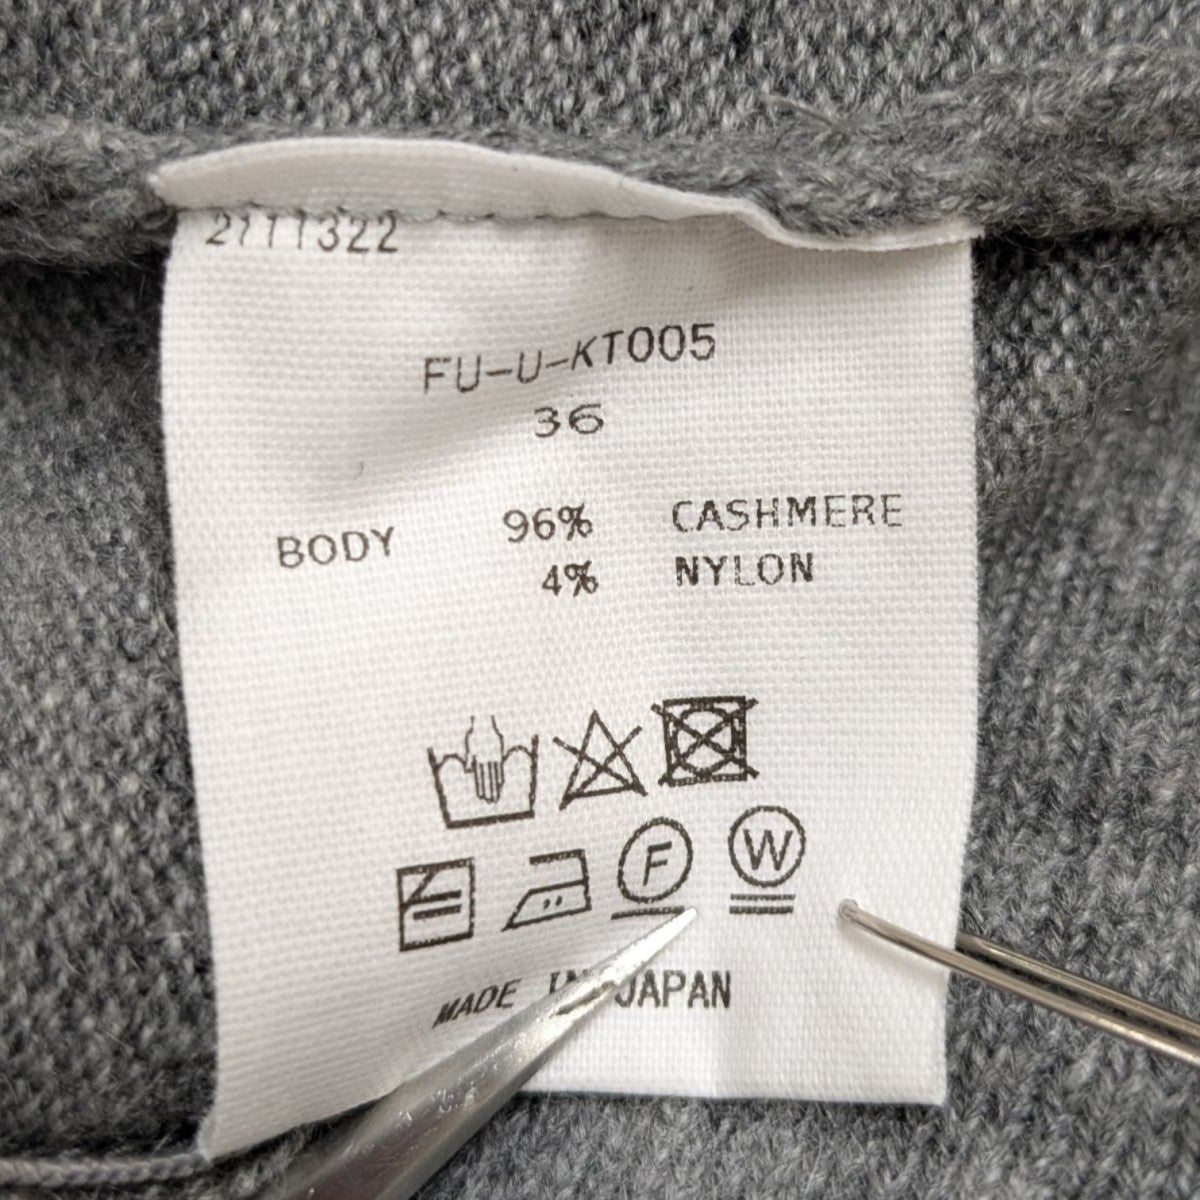 2111322
FU-U-KT005
36
BODY 96% CASHMERE
4% NYLON
F W
MADE IN JAPAN